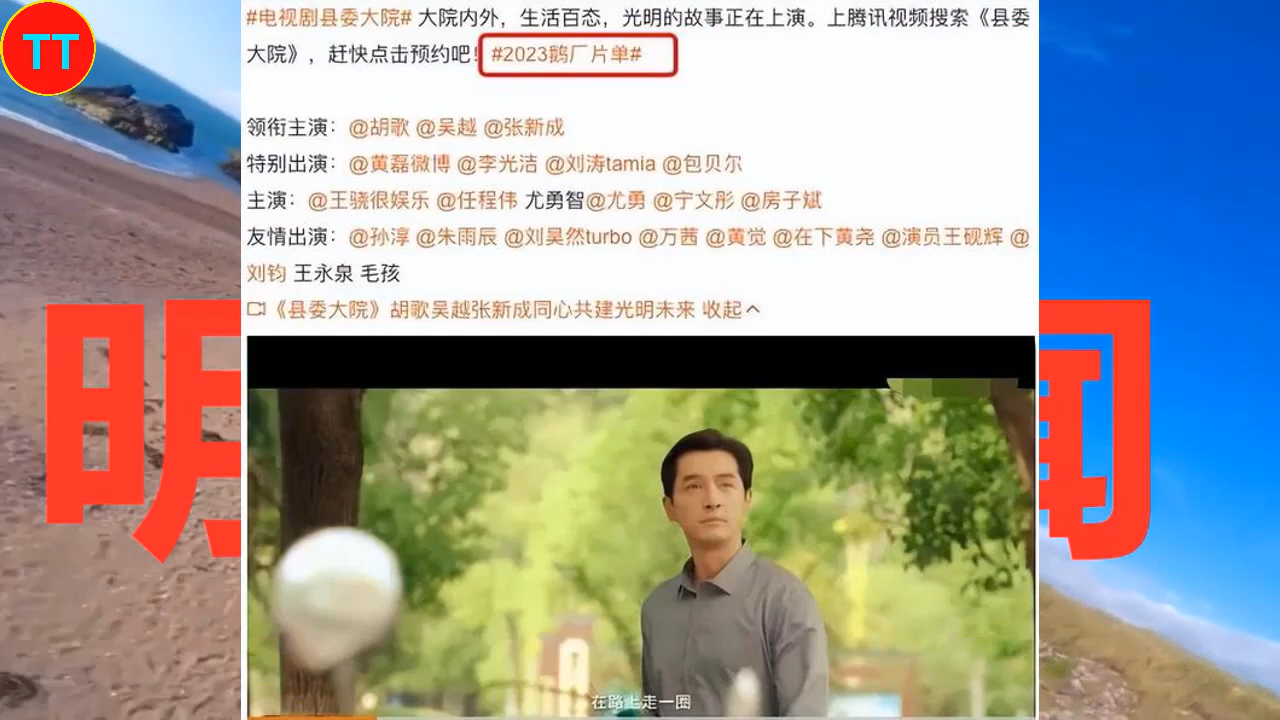 TT
#电视剧县委大院# 大院内外，生活百态，光明的故事正在上演。上腾讯视频搜索《县委
大院》，赶快点击预约吧！#2023鹅厂片单#
领衔主演：@胡歌 @吴越 @张新成
特别出演：@黄磊微博 @李光洁 @刘涛tamia @包贝尔
主演：@王骁很娱乐 @任程伟 尤勇智@尤勇 @宁文彤 @房子斌
友情出演：@孙淳 @朱雨辰 @刘昊然turbo @万茜 @黄觉 @在下黄尧 @演员王砚辉 @
刘钧 王永泉 毛孩
《县委大院》胡歌吴越张新成同心共建光明未来 收起
明
在路上走一圈